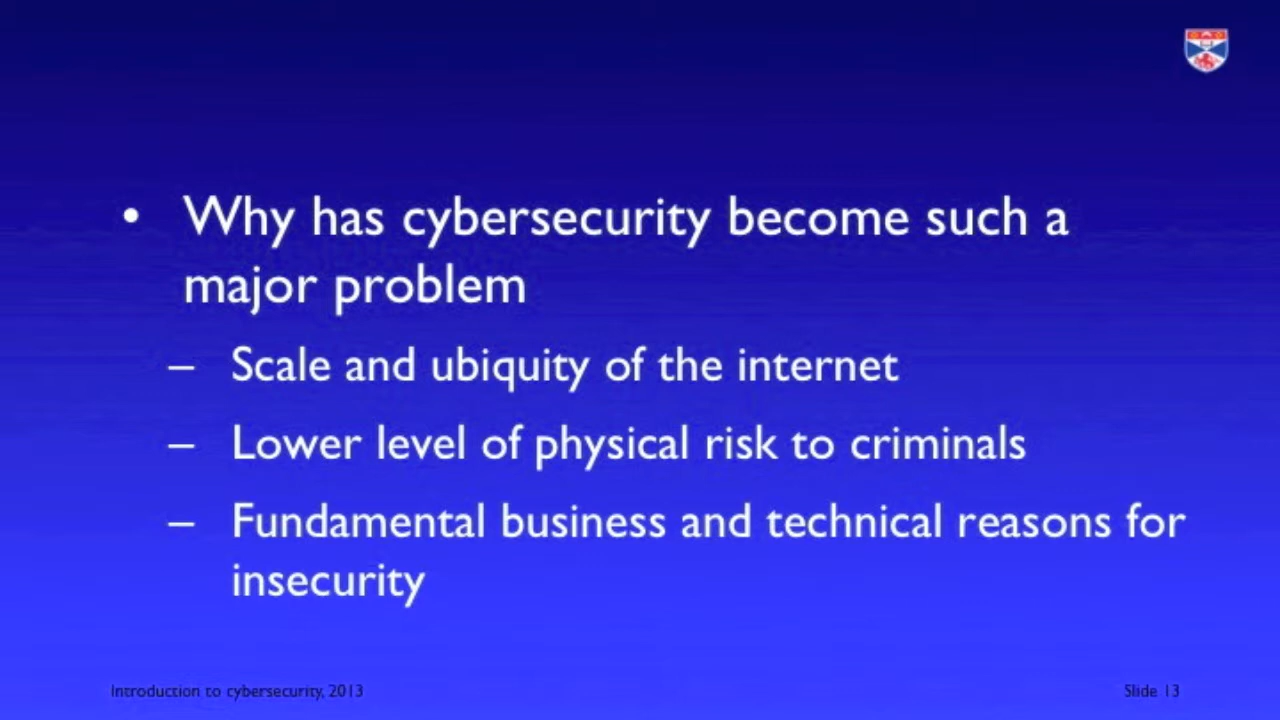 • Why has cybersecurity become such a
major problem
– Scale and ubiquity of the internet
– Lower level of physical risk to criminals
– Fundamental business and technical reasons for
insecurity
Introduction to cybersecurity, 2013
Slide 13